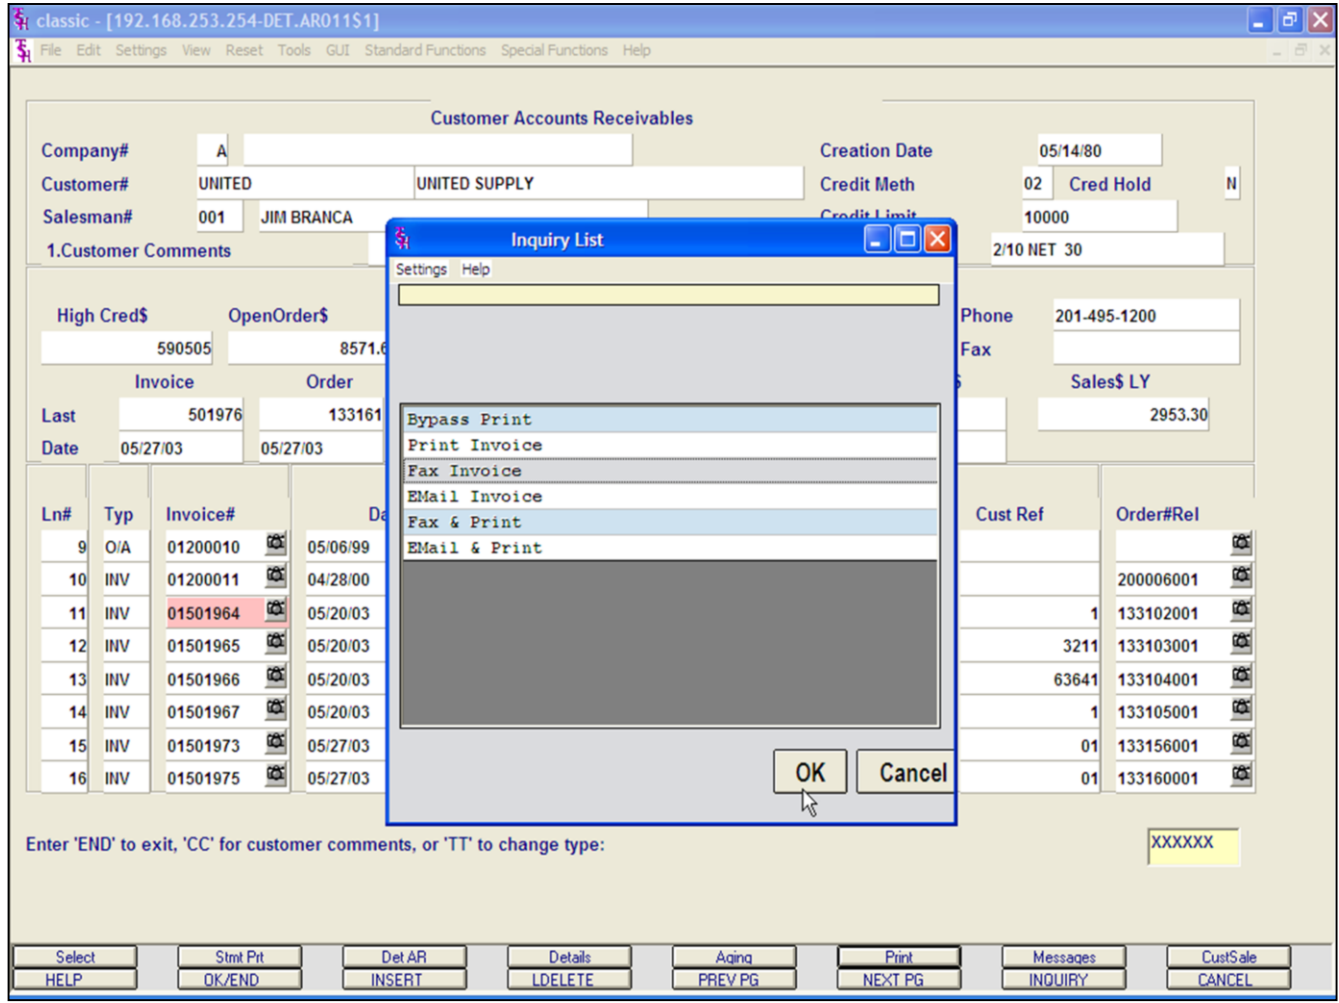 classic - [192.168.253.254-DET.AR011$1]
File Edit Settings View Reset Tools GUI Standard Functions Special Functions Help
Customer Accounts Receivables
Company# A Creation Date 05/14/80
Customer# UNITED UNITED SUPPLY Credit Meth 02 Cred Hold N
Salesman# 001 JIM BRANCA Credit Limit 10000
1.Customer Comments 2/10 NET 30
Inquiry List
Settings Help
High Cred$ OpenOrder$ Phone 201-495-1200
590505 8571.6 Fax
Invoice Order $ Sales$ LY
Last 501976 133161 2953.30
Date 05/27/03 05/27/03
Bypass Print
Print Invoice
Fax Invoice
EMail Invoice
Fax & Print
EMail & Print
Ln# Typ Invoice# Da Cust Ref Order#Rel
9 O/A 01200010 05/06/99
10 INV 01200011 04/28/00 200006001
11 INV 01501964 05/20/03 1 133102001
12 INV 01501965 05/20/03 3211 133103001
13 INV 01501966 05/20/03 63641 133104001
14 INV 01501967 05/20/03 1 133105001
15 INV 01501973 05/27/03 01 133156001
16 INV 01501975 05/27/03 01 133160001
OK Cancel
Enter 'END' to exit, 'CC' for customer comments, or 'TT' to change type: XXXXXX
Select Stmt Prt Det AR Details Aging Print Messages CustSale
HELP OK/END INSERT LDELETE PREV PG NEXT PG INQUIRY CANCEL